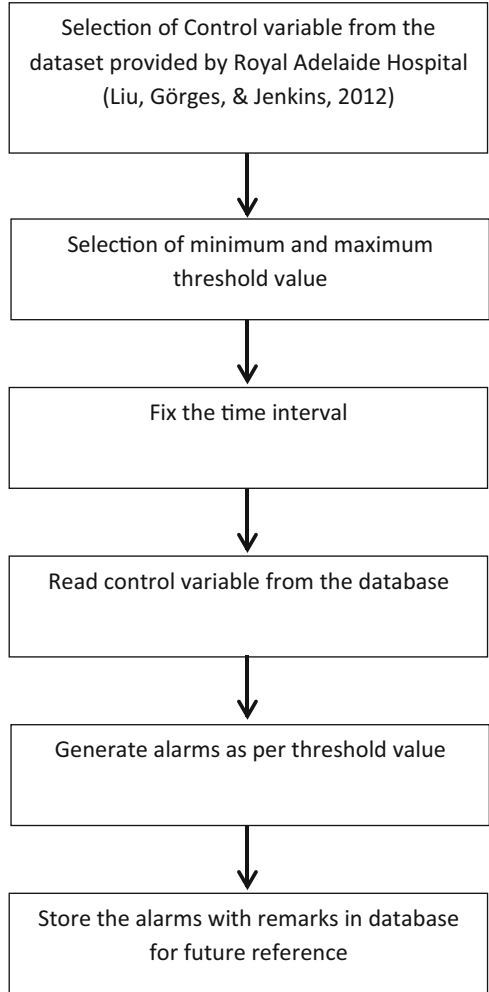 Selection of Control variable from the
dataset provided by Royal Adelaide Hospital
(Liu, Görges, & Jenkins, 2012)
Selection of minimum and maximum
threshold value
Fix the time interval
Read control variable from the database
Generate alarms as per threshold value
Store the alarms with remarks in database
for future reference